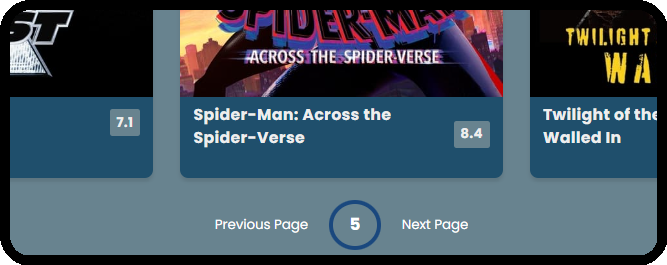 ST
SPIDER-MAN
TWILIGHT
ACROSS THE SPIDER-VERSE
WA
7.1
Spider-Man: Across the
Spider-Verse
8.4
Twilight of the
Walled In
Previous Page
5
Next Page